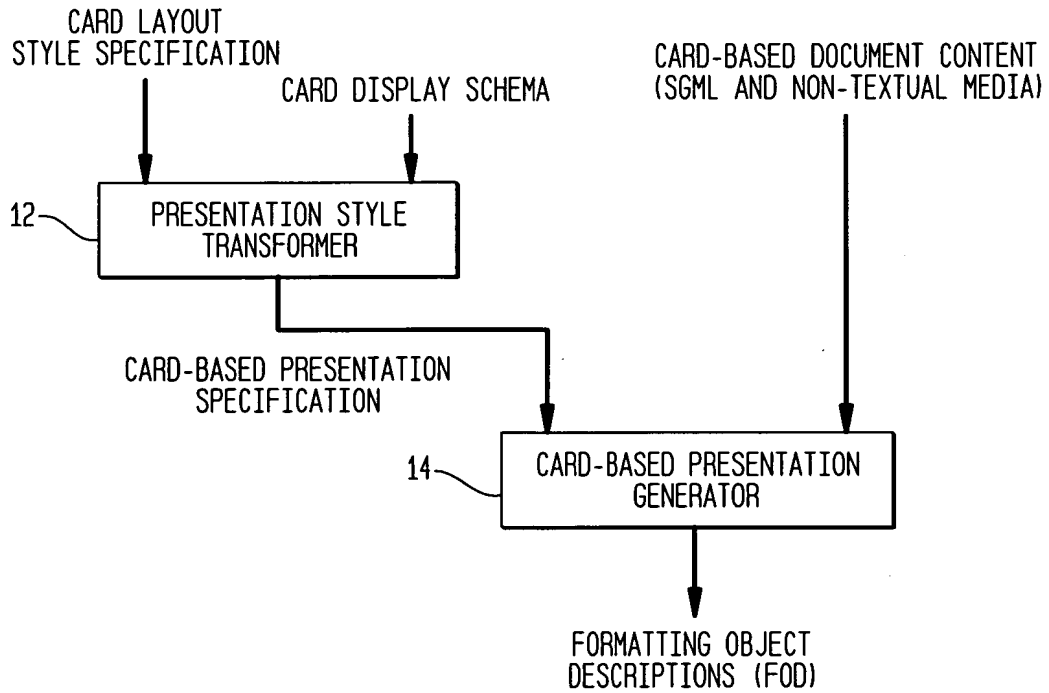 CARD LAYOUT
STYLE SPECIFICATION
CARD DISPLAY SCHEMA
CARD-BASED DOCUMENT CONTENT
(SGML AND NON-TEXTUAL MEDIA)
12
PRESENTATION STYLE
TRANSFORMER
CARD-BASED PRESENTATION
SPECIFICATION
14
CARD-BASED PRESENTATION
GENERATOR
FORMATTING OBJECT
DESCRIPTIONS (FOD)